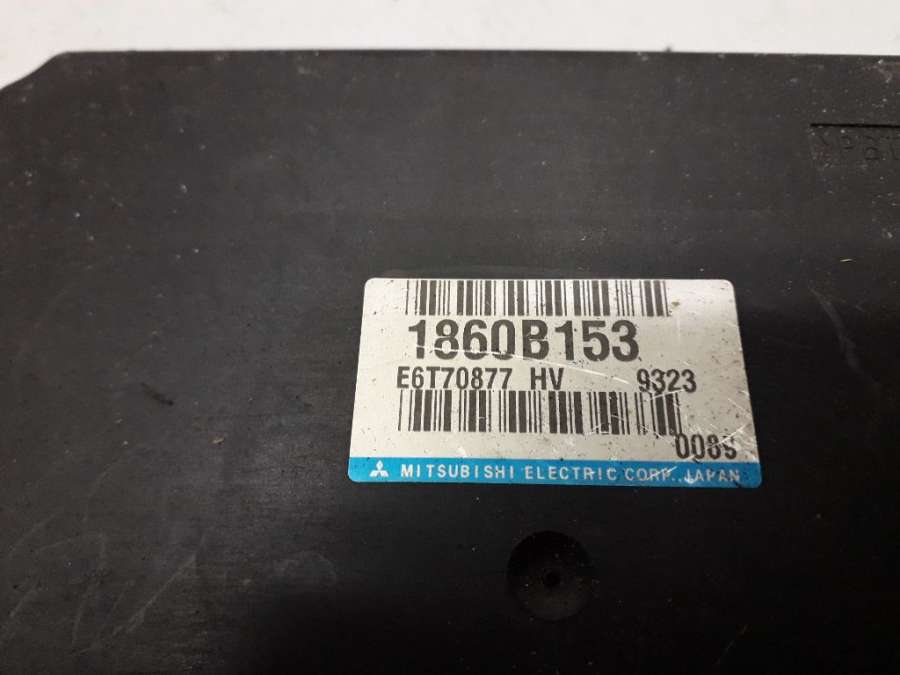 1860B153
E6T70877 HV 9323
0089
MITSUBISHI ELECTRIC CORP. JAPAN